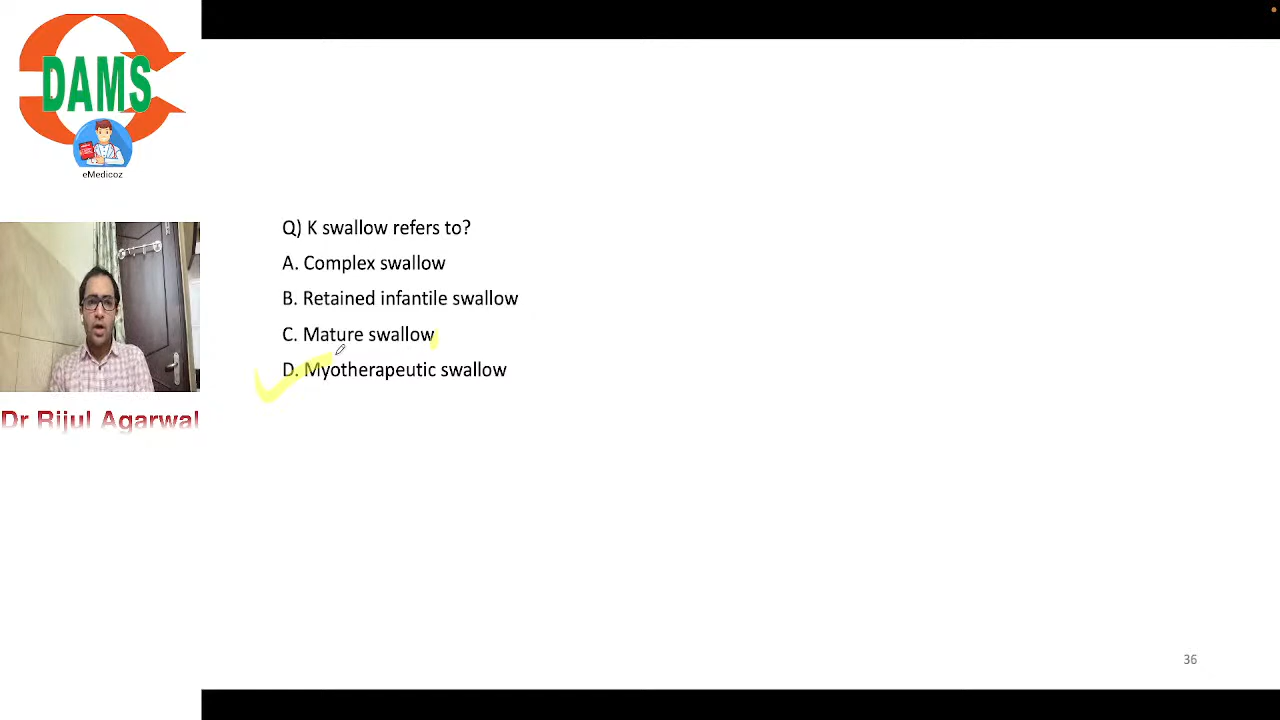 DAMS
eMedicoz
Dr Rijul Agarwal
Q) K swallow refers to?
A. Complex swallow
B. Retained infantile swallow
C. Mature swallow
D. Myotherapeutic swallow
36